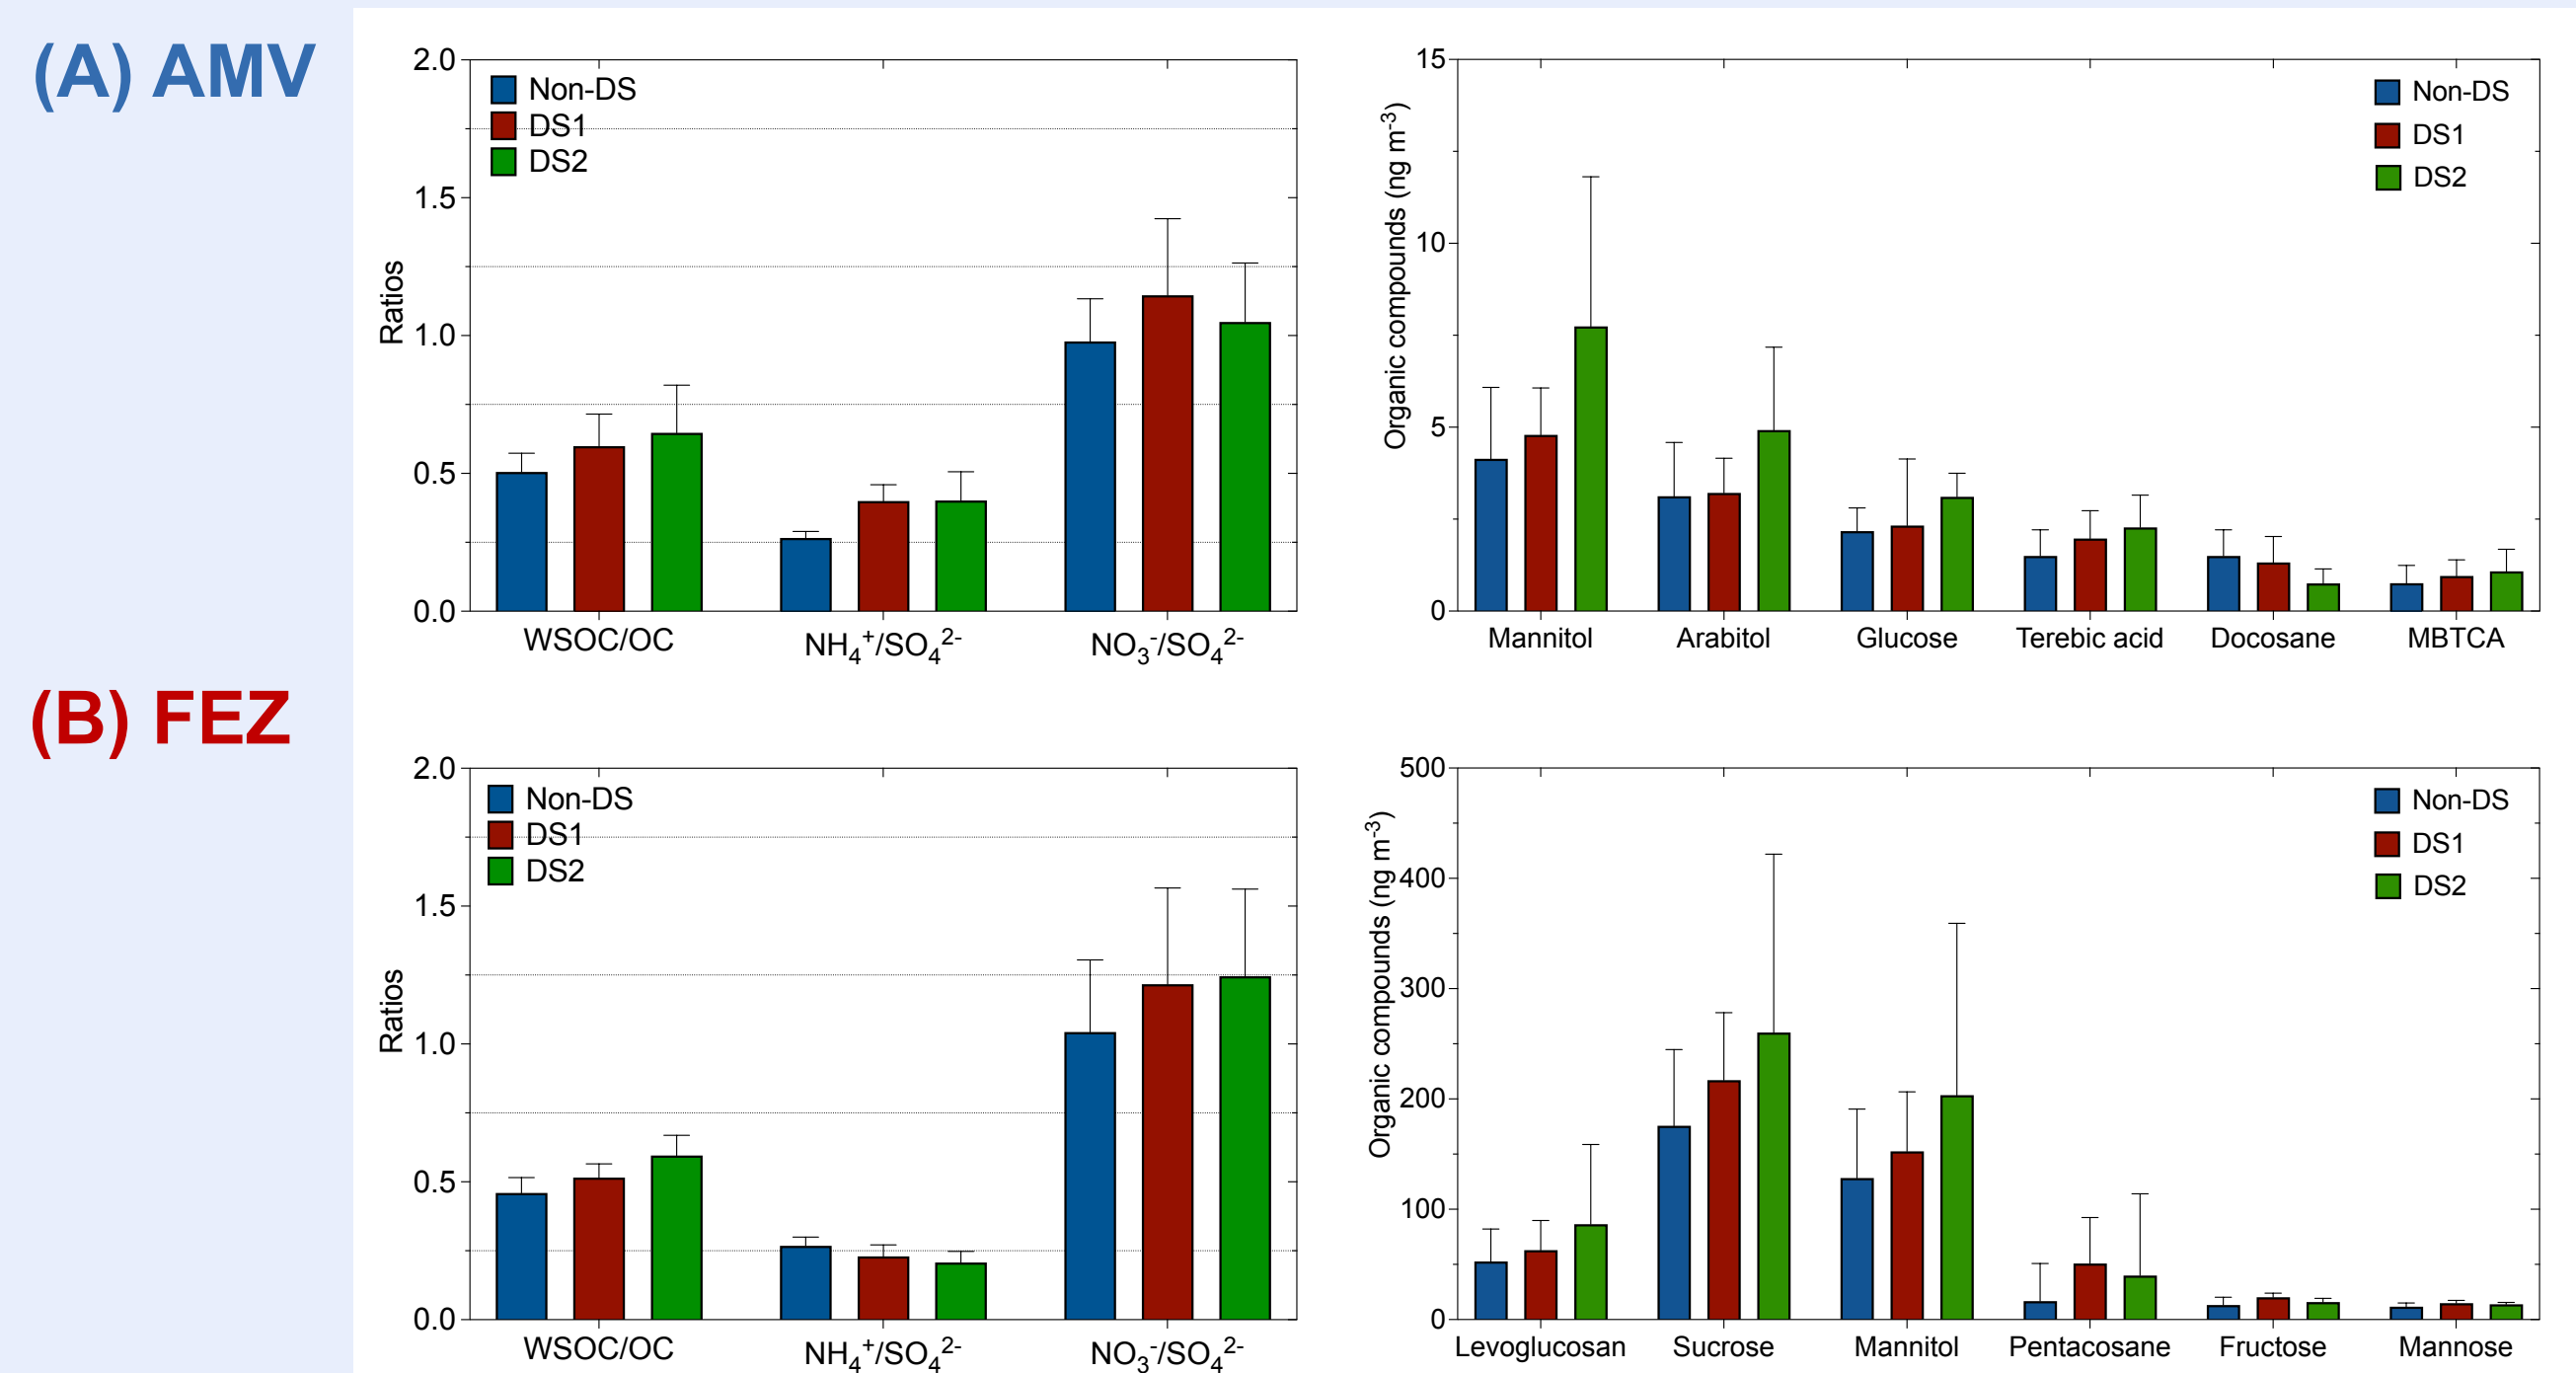 (A) AMV
Ratios
2.0
1.5
1.0
0.5
0.0
Non-DS
DS1
DS2
WSOC/OC
NH₄⁺/SO₄²⁻
NO₃⁻/SO₄²⁻
Organic compounds (ng m⁻³)
15
10
5
0
Non-DS
DS1
DS2
Mannitol
Arabitol
Glucose
Terebic acid
Docosane
MBTCA
(B) FEZ
Ratios
2.0
1.5
1.0
0.5
0.0
Non-DS
DS1
DS2
WSOC/OC
NH₄⁺/SO₄²⁻
NO₃⁻/SO₄²⁻
Organic compounds (ng m⁻³)
500
400
300
200
100
0
Non-DS
DS1
DS2
Levoglucosan
Sucrose
Mannitol
Pentacosane
Fructose
Mannose